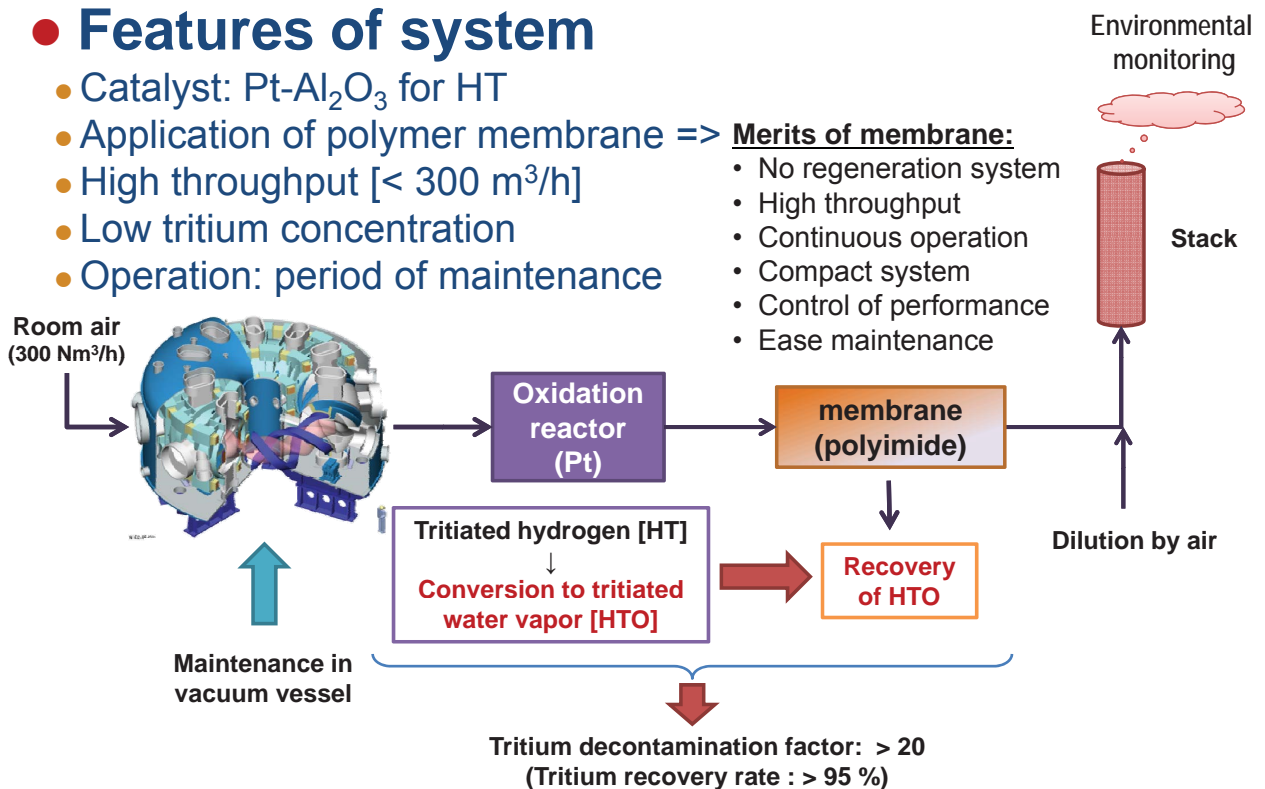 • Features of system
• Catalyst: Pt-Al₂O₃ for HT
• Application of polymer membrane =>
• High throughput [< 300 m³/h]
• Low tritium concentration
• Operation: period of maintenance
Merits of membrane:
• No regeneration system
• High throughput
• Continuous operation
• Compact system
• Control of performance
• Ease maintenance
Environmental
monitoring
Stack
Room air
(300 Nm³/h)
Oxidation
reactor
(Pt)
membrane
(polyimide)
Tritiated hydrogen [HT]
↓
Conversion to tritiated
water vapor [HTO]
Recovery
of HTO
Dilution by air
Maintenance in
vacuum vessel
Tritium decontamination factor: > 20
(Tritium recovery rate : > 95 %)